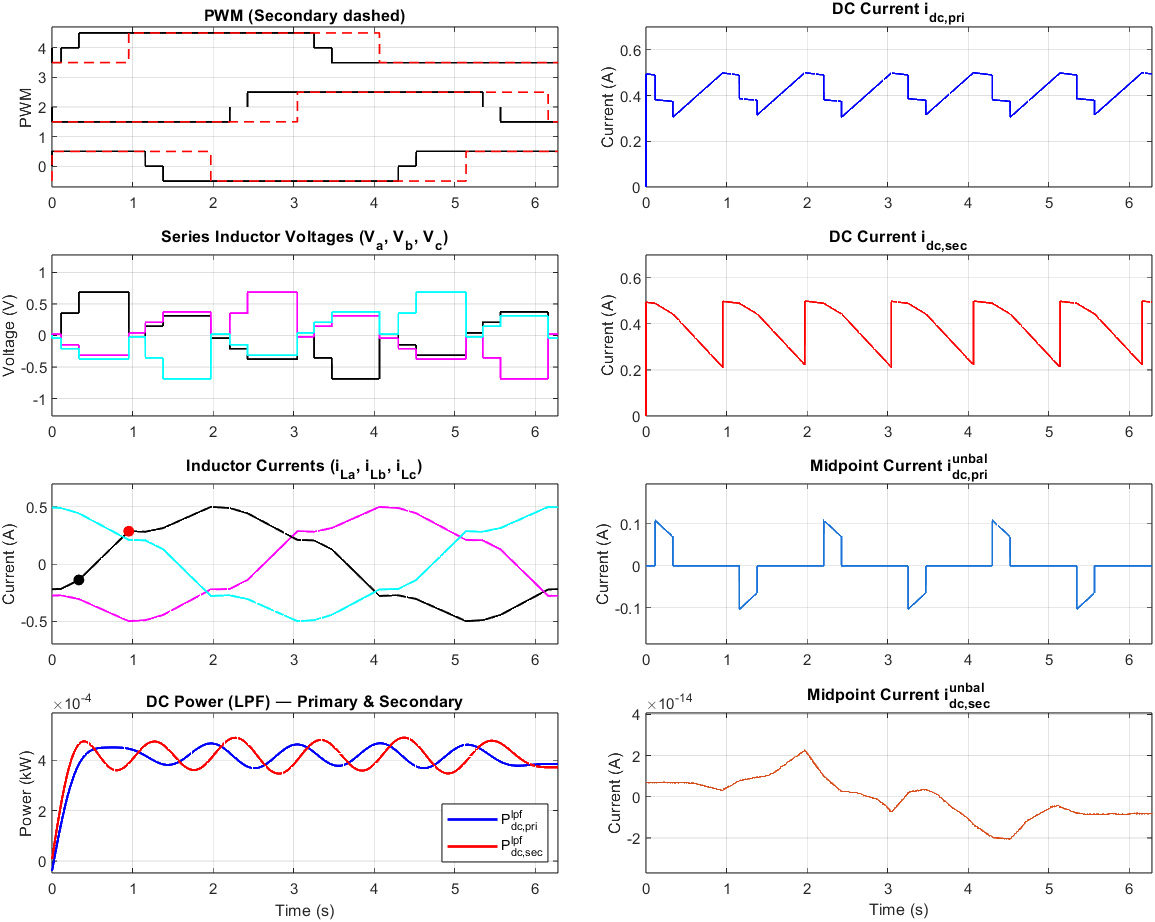 PWM (Secondary dashed)
PWM
4
3
2
1
0
0 1 2 3 4 5 6
DC Current i_dc,pri
Current (A)
0.6
0.4
0.2
0
0 1 2 3 4 5 6
Series Inductor Voltages (V_a, V_b, V_c)
Voltage (V)
1
0.5
0
-0.5
-1
0 1 2 3 4 5 6
DC Current i_dc,sec
Current (A)
0.6
0.4
0.2
0
0 1 2 3 4 5 6
Inductor Currents (i_La, i_Lb, i_Lc)
Current (A)
0.5
0
-0.5
0 1 2 3 4 5 6
Midpoint Current i^unbal_dc,pri
Current (A)
0.1
0
-0.1
0 1 2 3 4 5 6
×10^-4
DC Power (LPF) — Primary & Secondary
Power (kW)
4
2
0
P^lpf_dc,pri
P^lpf_dc,sec
0 1 2 3 4 5 6
Time (s)
×10^-14
Midpoint Current i^unbal_dc,sec
Current (A)
4
2
0
-2
0 1 2 3 4 5 6
Time (s)